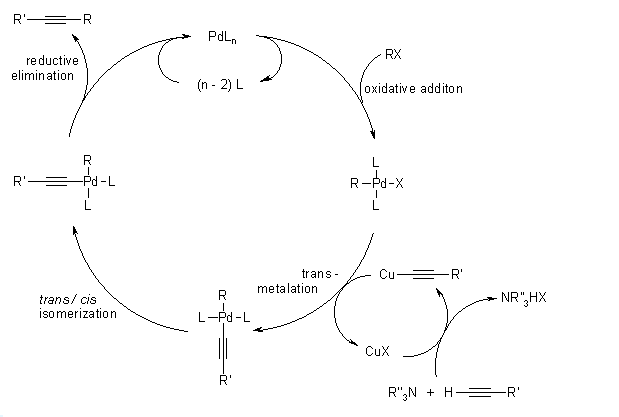 R'
R
PdLn
reductive
elimination
(n - 2) L
RX
oxidative additon
R
R'
Pd
L
L
L
R
Pd
X
L
trans -
metalation
Cu
R'
trans / cis
isomerization
R
L
Pd
L
R'
NR"3HX
CuX
R"3N + H
R'